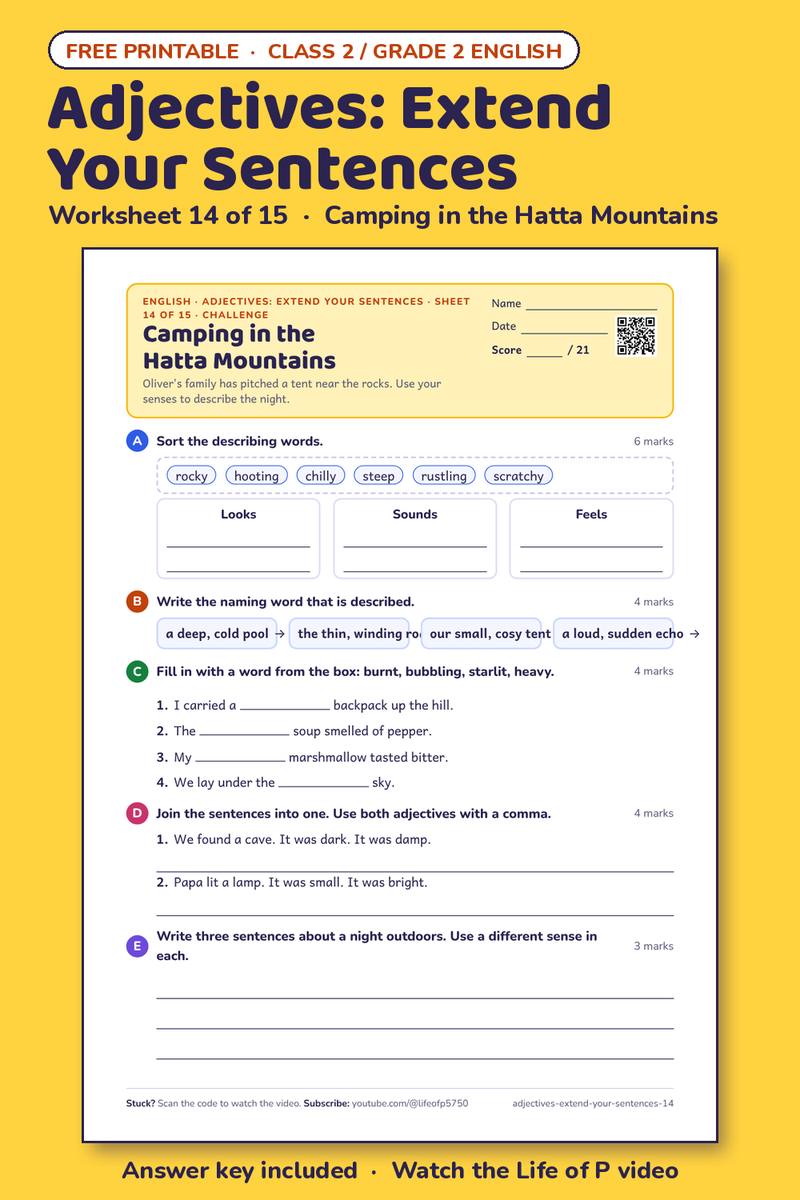 FREE PRINTABLE · CLASS 2 / GRADE 2 ENGLISH
Adjectives: Extend
Your Sentences
Worksheet 14 of 15 · Camping in the Hatta Mountains
ENGLISH · ADJECTIVES: EXTEND YOUR SENTENCES · SHEET
14 OF 15 · CHALLENGE
Camping in the
Hatta Mountains
Oliver's family has pitched a tent near the rocks. Use your
senses to describe the night.
Name
Date
Score / 21
A Sort the describing words. 6 marks
rocky hooting chilly steep rustling scratchy
Looks Sounds Feels
B Write the naming word that is described. 4 marks
a deep, cold pool → the thin, winding our small, cosy tent a loud, sudden echo →
C Fill in with a word from the box: burnt, bubbling, starlit, heavy. 4 marks
1. I carried a ____ backpack up the hill.
2. The ____ soup smelled of pepper.
3. My ____ marshmallow tasted bitter.
4. We lay under the ____ sky.
D Join the sentences into one. Use both adjectives with a comma. 4 marks
1. We found a cave. It was dark. It was damp.
2. Papa lit a lamp. It was small. It was bright.
E Write three sentences about a night outdoors. Use a different sense in
each. 3 marks
Stuck? Scan the code to watch the video. Subscribe: youtube.com/@lifeofp5750 adjectives-extend-your-sentences-14
Answer key included · Watch the Life of P video